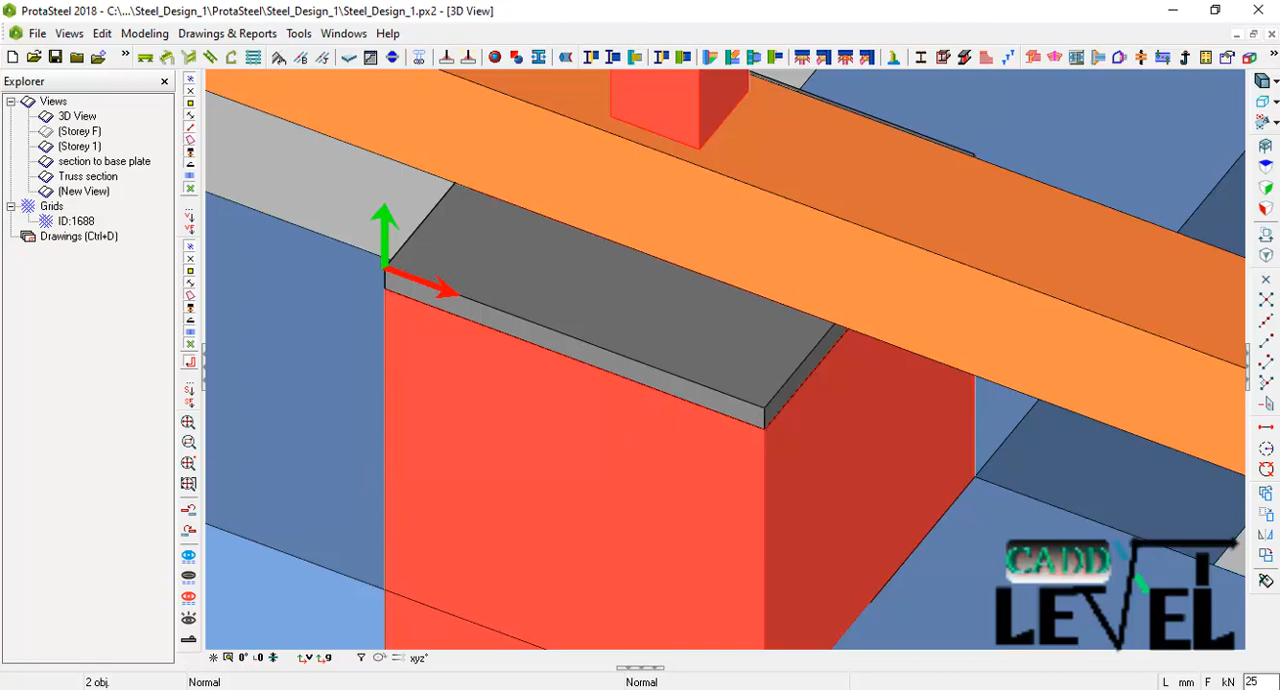 ProtaSteel 2018 - C:\...\Steel_Design_1\ProtaSteel\Steel_Design_1\Steel_Design_1.px2 - [3D View]
File Views Edit Modeling Drawings & Reports Tools Windows Help
Explorer
Views
3D View
(Storey F)
(Storey 1)
section to base plate
Truss section
(New View)
Grids
ID:1688
Drawings (Ctrl+D)
CADD
LEVEL
xyz
2 obj.
Normal
Normal
L mm F kN 25